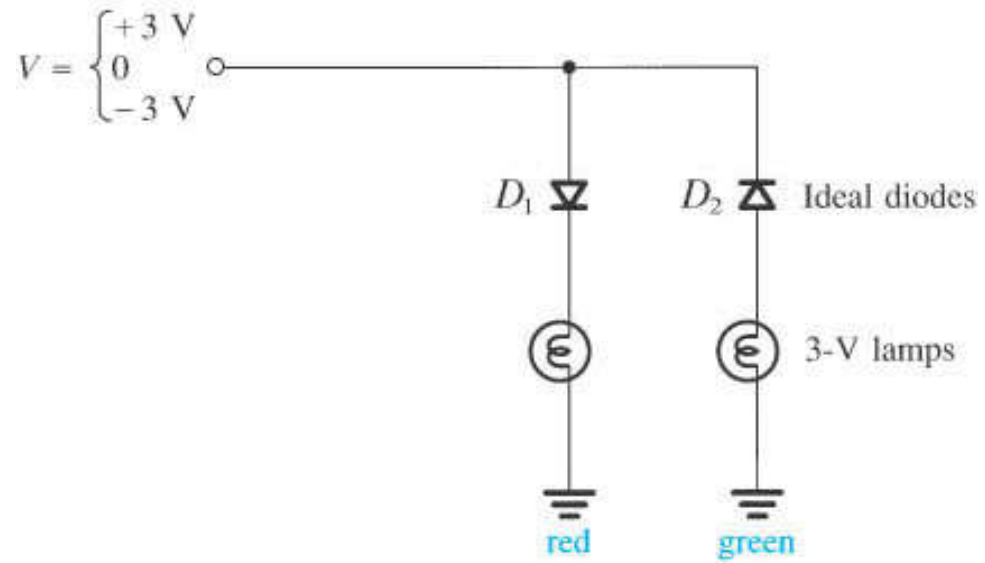 +3 V
V = { 0
−3 V
D₁
D₂
Ideal diodes
3-V lamps
red
green